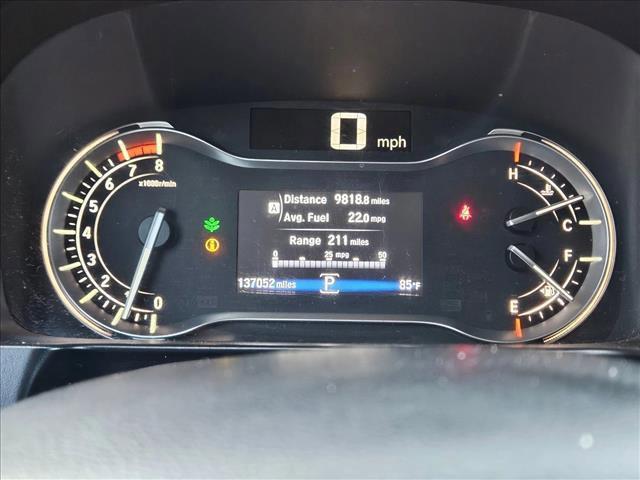 0 mph
8
7
6
x1000r/min
5
4
3
2
1
0
A Distance 9818.8 miles
Avg. Fuel 22.0 mpg
Range 211 miles
0 25 50
mpg
137052 miles P 85°F
H
C
F
E